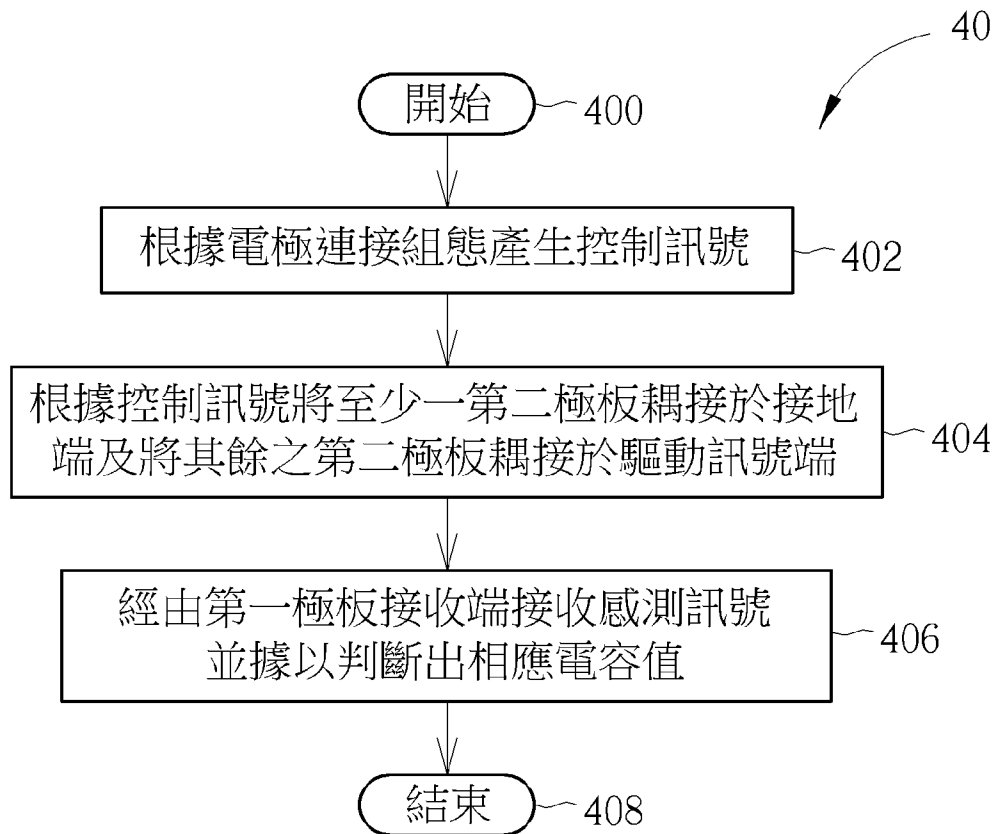 40
開始
400
根據電極連接組態產生控制訊號
402
根據控制訊號將至少一第二極板耦接於接地
端及將其餘之第二極板耦接於驅動訊號端
404
經由第一極板接收端接收感測訊號
並據以判斷出相應電容值
406
結束
408